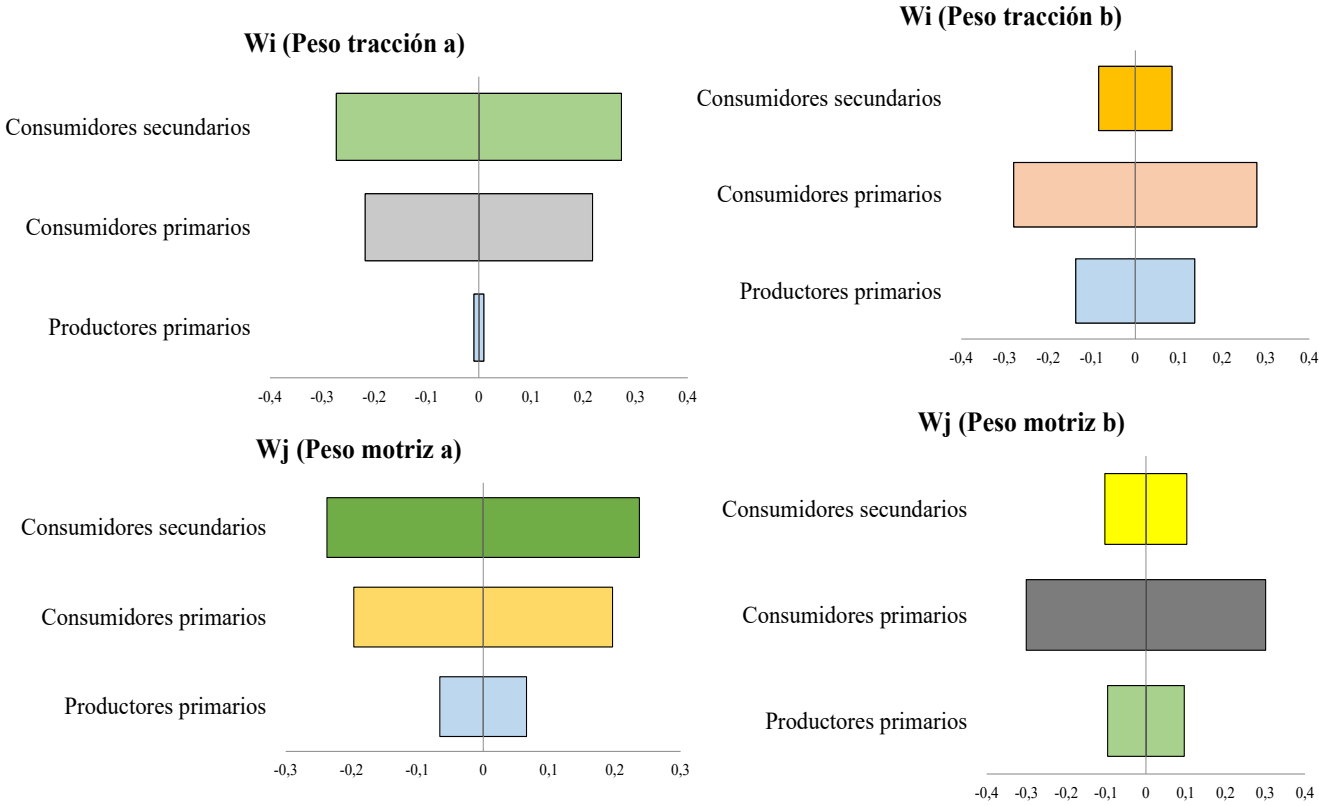 Wi (Peso tracción a)
Consumidores secundarios
Consumidores primarios
Productores primarios
-0,4 -0,3 -0,2 -0,1 0 0,1 0,2 0,3 0,4
Wi (Peso tracción b)
Consumidores secundarios
Consumidores primarios
Productores primarios
-0,4 -0,3 -0,2 -0,1 0 0,1 0,2 0,3 0,4
Wj (Peso motriz a)
Consumidores secundarios
Consumidores primarios
Productores primarios
-0,3 -0,2 -0,1 0 0,1 0,2 0,3
Wj (Peso motriz b)
Consumidores secundarios
Consumidores primarios
Productores primarios
-0,4 -0,3 -0,2 -0,1 0 0,1 0,2 0,3 0,4